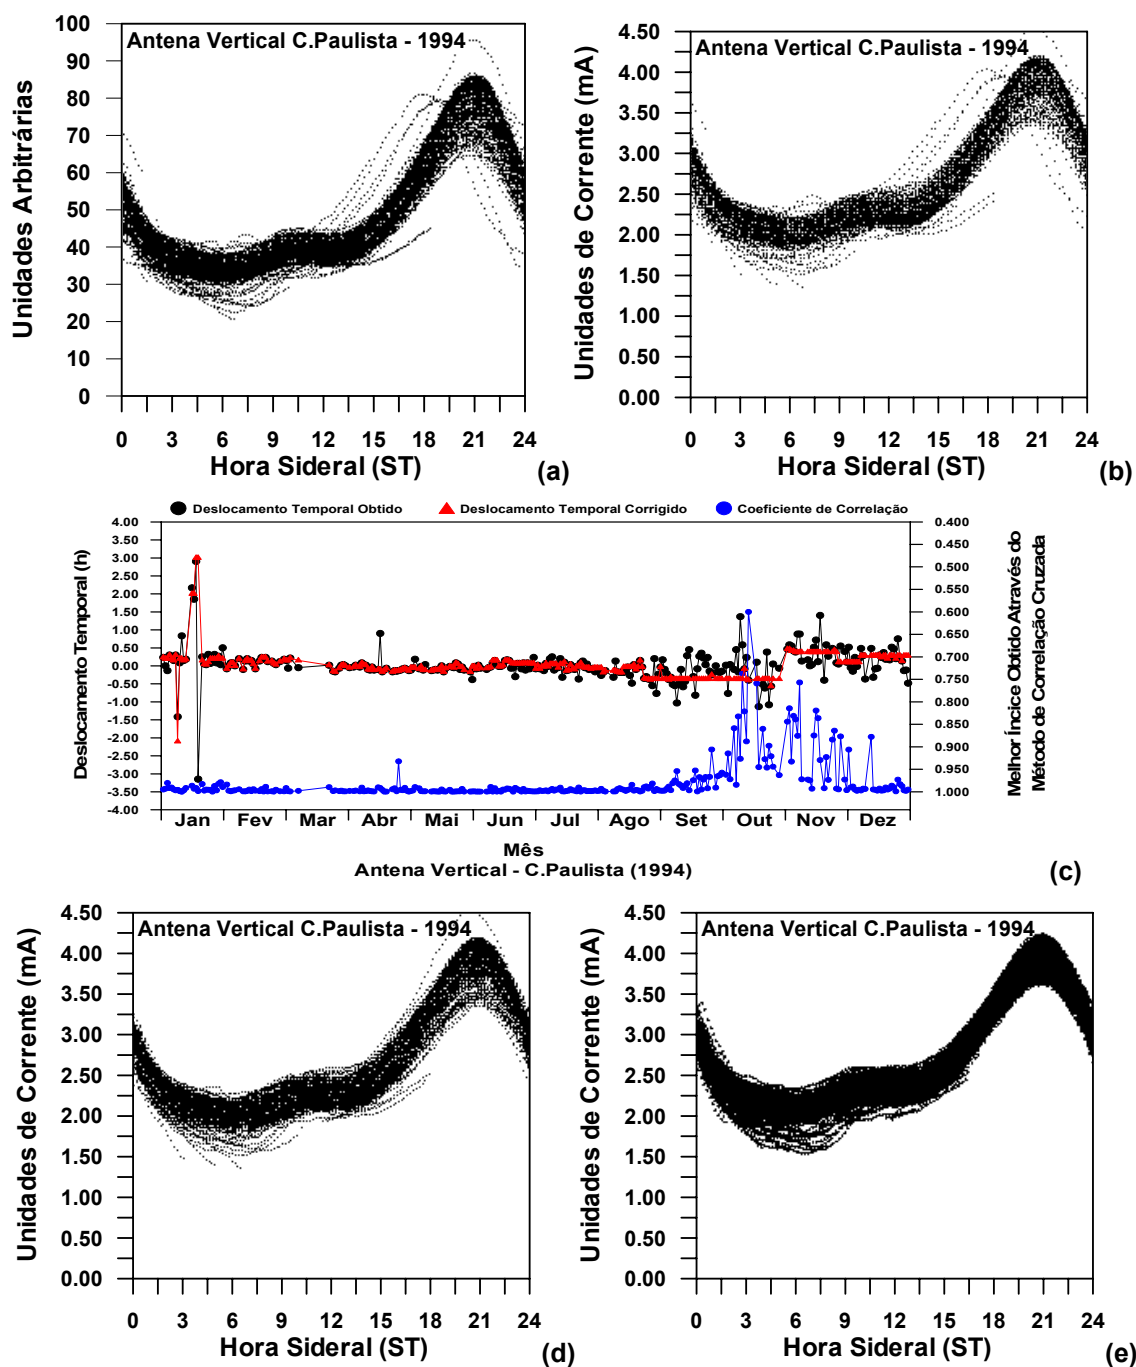 Antena Vertical C.Paulista - 1994
Unidades Arbitrárias
100
90
80
70
60
50
40
30
20
10
0
0 3 6 9 12 15 18 21 24
Hora Sideral (ST)
(a)
Antena Vertical C.Paulista - 1994
Unidades de Corrente (mA)
4.50
4.00
3.50
3.00
2.50
2.00
1.50
1.00
0.50
0.00
0 3 6 9 12 15 18 21 24
Hora Sideral (ST)
(b)
Deslocamento Temporal Obtido
Deslocamento Temporal Corrigido
Coeficiente de Correlação
Deslocamento Temporal (h)
4.00
3.50
3.00
2.50
2.00
1.50
1.00
0.50
0.00
-0.50
-1.00
-1.50
-2.00
-2.50
-3.00
-3.50
-4.00
0.400
0.450
0.500
0.550
0.600
0.650
0.700
0.750
0.800
0.850
0.900
0.950
1.000
Melhor Íncice Obtido Através do
Método de Correlação Cruzada
Jan Fev Mar Abr Mai Jun Jul Ago Set Out Nov Dez
Mês
Antena Vertical - C.Paulista (1994)
(c)
Antena Vertical C.Paulista - 1994
Unidades de Corrente (mA)
4.50
4.00
3.50
3.00
2.50
2.00
1.50
1.00
0.50
0.00
0 3 6 9 12 15 18 21 24
Hora Sideral (ST)
(d)
Antena Vertical C.Paulista - 1994
Unidades de Corrente (mA)
4.50
4.00
3.50
3.00
2.50
2.00
1.50
1.00
0.50
0.00
0 3 6 9 12 15 18 21 24
Hora Sideral (ST)
(e)